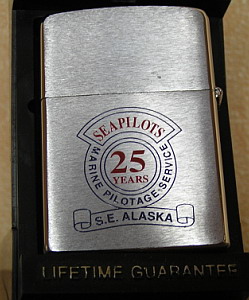 SEAPILOTS
MARINE PILOTAGE SERVICE
25
YEARS
S.E. ALASKA
LIFETIME GUARANTEE